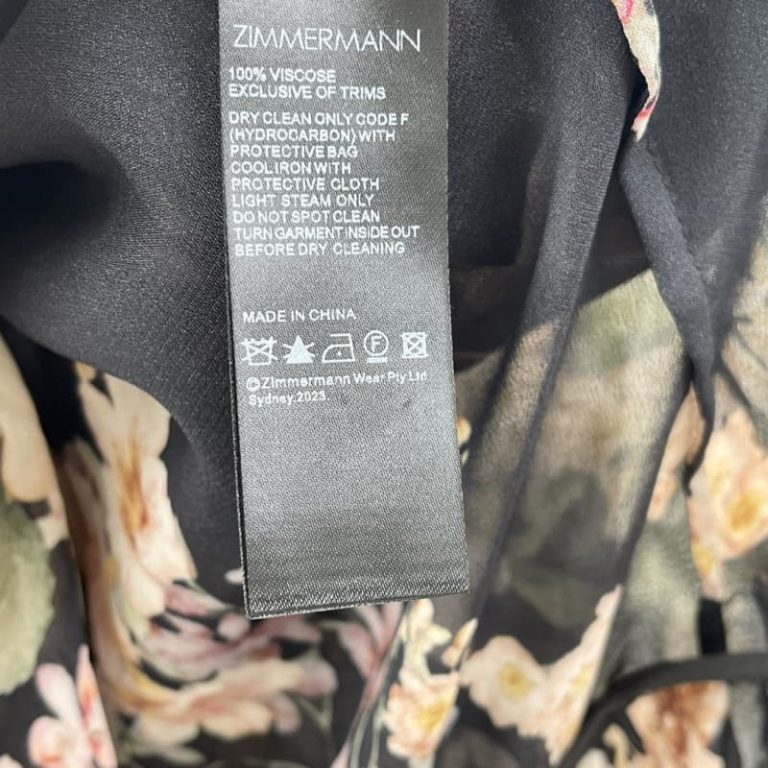 ZIMMERMANN
100% VISCOSE
EXCLUSIVE OF TRIMS
DRY CLEAN ONLY CODE F
(HYDROCARBON) WITH
PROTECTIVE BAG
COOL IRON WITH
PROTECTIVE CLOTH
LIGHT STEAM ONLY
DO NOT SPOT CLEAN
TURN GARMENT INSIDE OUT
BEFORE DRY CLEANING
MADE IN CHINA
F
©Zimmermann Wear Pty Ltd
Sydney,2023